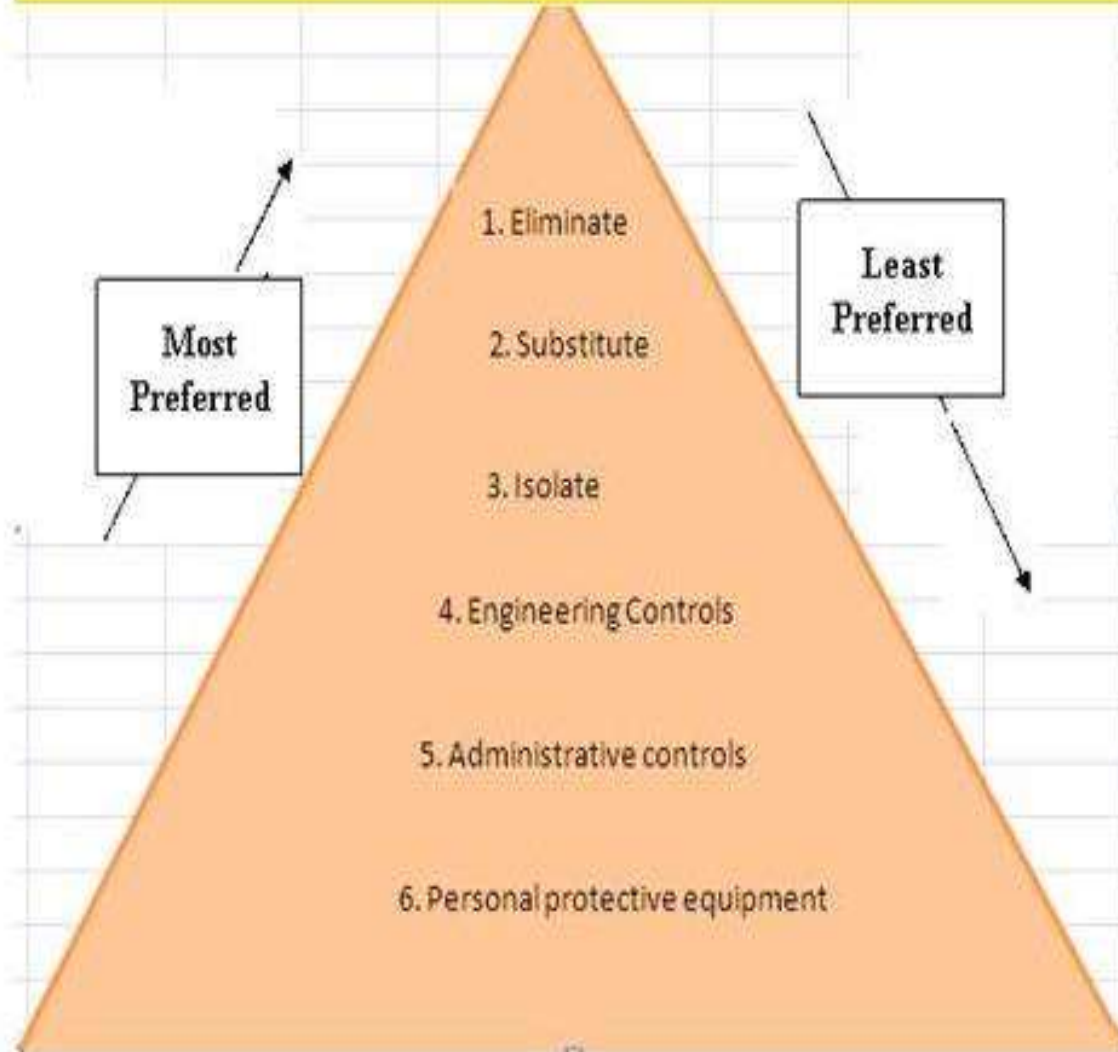 1. Eliminate
Most
Preferred
Least
Preferred
2. Substitute
3. Isolate
4. Engineering Controls
5. Administrative controls
6. Personal protective equipment